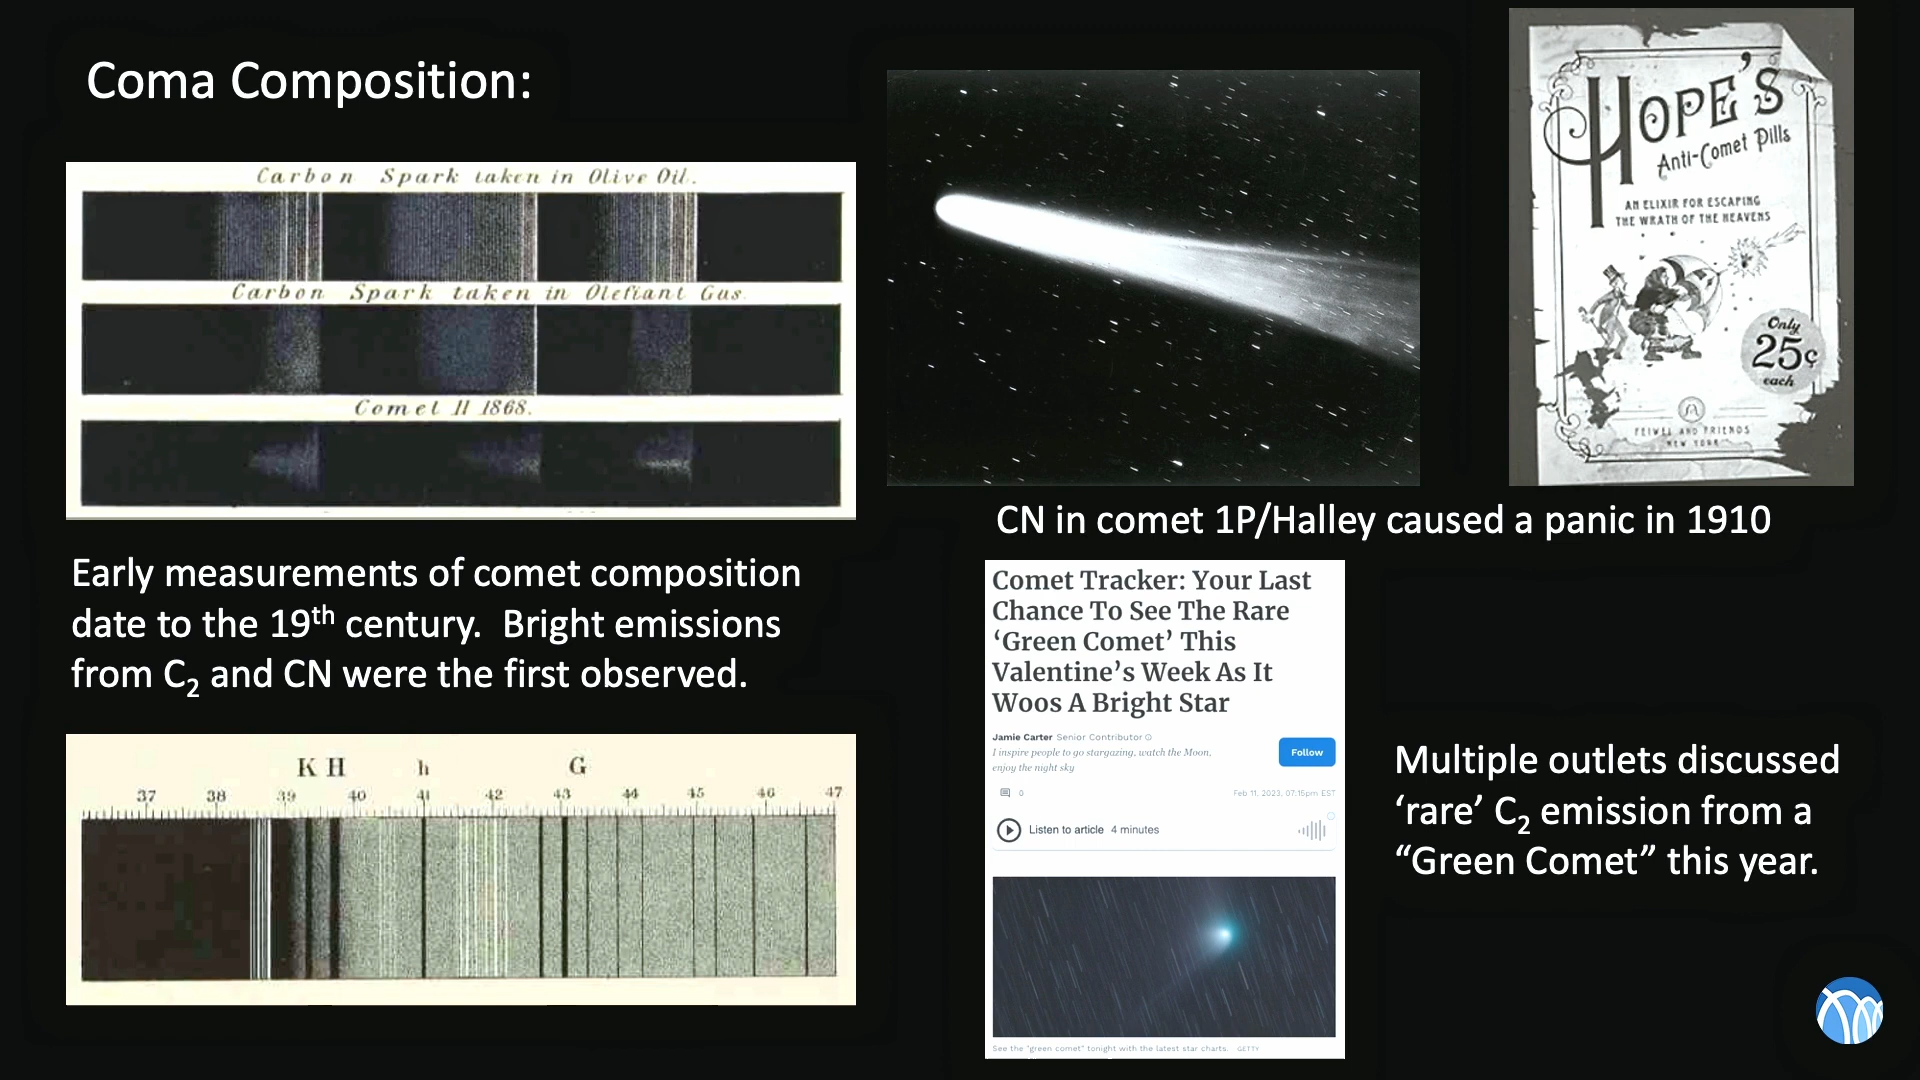 Coma Composition:
Carbon Spark taken in Olive Oil.
Carbon Spark taken in Olefiant Gas.
Comet II 1868.
Early measurements of comet composition
date to the 19th century. Bright emissions
from C₂ and CN were the first observed.
K H h G
37 38 39 40 41 42 43 44 45 46 47
HOPE'S
Anti-Comet Pills
AN ELIXIR FOR ESCAPING
THE WRATH OF THE HEAVENS
Only
25¢
each
FEIWEL AND FRIENDS
NEW YORK
CN in comet 1P/Halley caused a panic in 1910
Comet Tracker: Your Last
Chance To See The Rare
‘Green Comet’ This
Valentine’s Week As It
Woos A Bright Star
Jamie Carter Senior Contributor
I inspire people to go stargazing, watch the Moon,
enjoy the night sky
Follow
0
Feb 11, 2023, 07:15pm EST
Listen to article 4 minutes
See the "green comet" tonight with the latest star charts. GETTY
Multiple outlets discussed
‘rare’ C₂ emission from a
“Green Comet” this year.